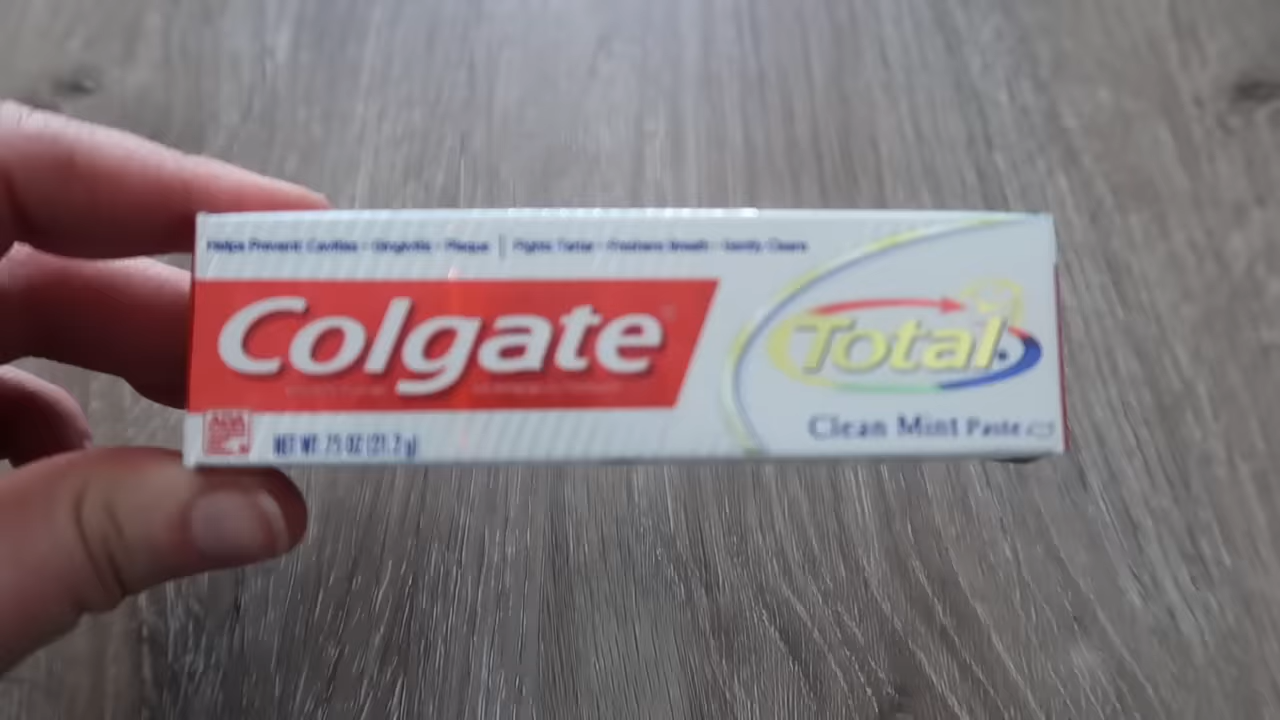 Helps Prevent: Cavities • Gingivitis • Plaque | Fights Tartar • Freshens Breath • Gently Cleans
Colgate
Total
Clean Mint Paste
ADA
NET WT .75 OZ (21.2 g)